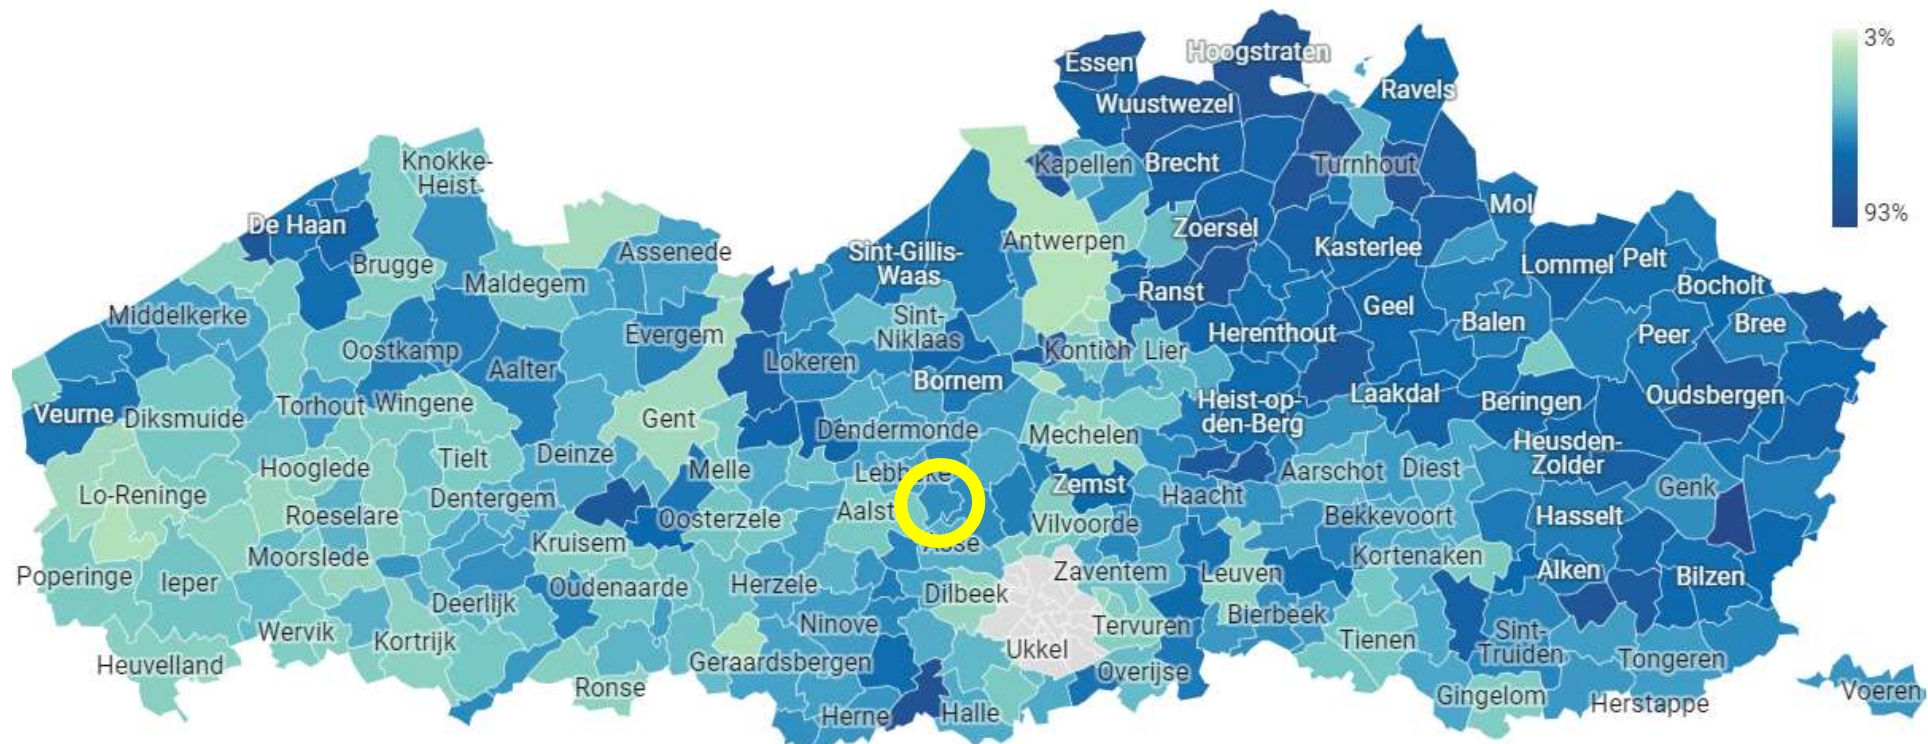 Essen
Hoogstraten
3%
Ravels
Wuustwezel
Knokke-
Heist
Kapellen
Brecht
Turnhout
93%
De Haan
Mol
Zoersel
Antwerpen
Kasterlee
Assenede
Sint-Gillis-
Waas
Brugge
Maldegem
Lommel
Pelt
Bocholt
Ranst
Geel
Middelkerke
Sint-
Niklaas
Evergem
Herenthout
Balen
Peer
Bree
Oostkamp
Aalter
Lokeren
Kontich
Lier
Bornem
Laakdal
Beringen
Oudsbergen
Veurne
Diksmuide
Torhout
Wingene
Gent
Heist-op-
den-Berg
Dendermonde
Mechelen
Heusden-
Zolder
Hooglede
Tielt
Deinze
Melle
Lebbeke
Aarschot
Diest
Genk
Lo-Reninge
Dentergem
Zemst
Haacht
Roeselare
Oosterzele
Aalst
Vilvoorde
Bekkevoort
Hasselt
Kruisem
Asse
Moorslede
Kortenaken
Poperinge
Ieper
Oudenaarde
Herzele
Dilbeek
Zaventem
Leuven
Alken
Bilzen
Deerlijk
Ninove
Tervuren
Bierbeek
Wervik
Kortrijk
Ukkel
Tienen
Sint-
Truiden
Heuvelland
Geraardsbergen
Overijse
Tongeren
Ronse
Gingelom
Herstappe
Voeren
Herne
Halle